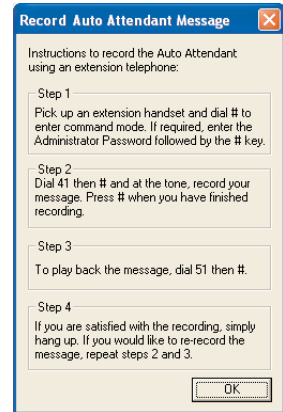 Record Auto Attendant Message
Instructions to record the Auto Attendant
using an extension telephone:
Step 1
Pick up an extension handset and dial # to
enter command mode. If required, enter the
Administrator Password followed by the # key.
Step 2
Dial 41 then # and at the tone, record your
message. Press # when you have finished
recording.
Step 3
To play back the message, dial 51 then #.
Step 4
If you are satisfied with the recording, simply
hang up. If you would like to re-record the
message, repeat steps 2 and 3.
OK